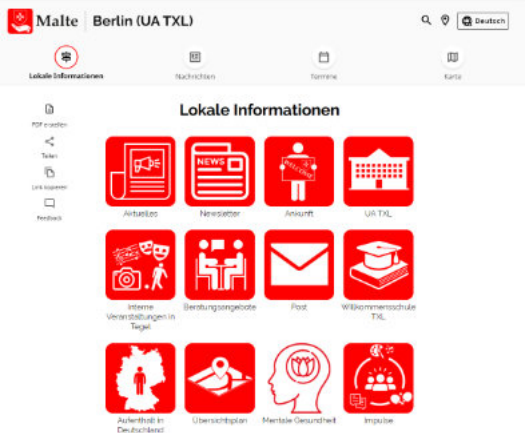 Malte Berlin (UA TXL)
Deutsch
Lokale Informationen
Nachrichten
Termine
Karte
PDF erstellen
Teilen
Link kopieren
Feedback
Lokale Informationen
NEWS
WELCOME
Aktuelles
Newsletter
Ankunft
UA TXL
Interne
Veranstaltungen in
Tegel
Beratungsangebote
Post
Willkommensschule
TXL
Aufenthalt in
Deutschland
Übersichtsplan
Mentale Gesundheit
Impulse